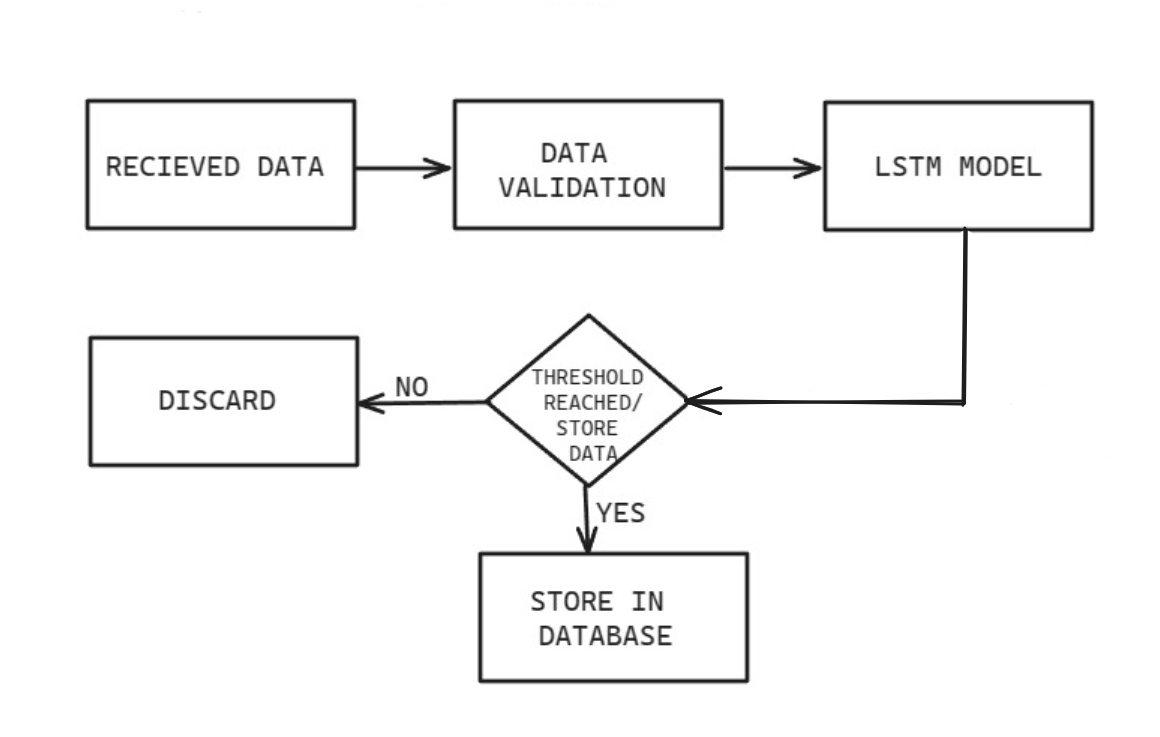 RECIEVED DATA
DATA
VALIDATION
LSTM MODEL
DISCARD
NO
THRESHOLD
REACHED/
STORE
DATA
YES
STORE IN
DATABASE